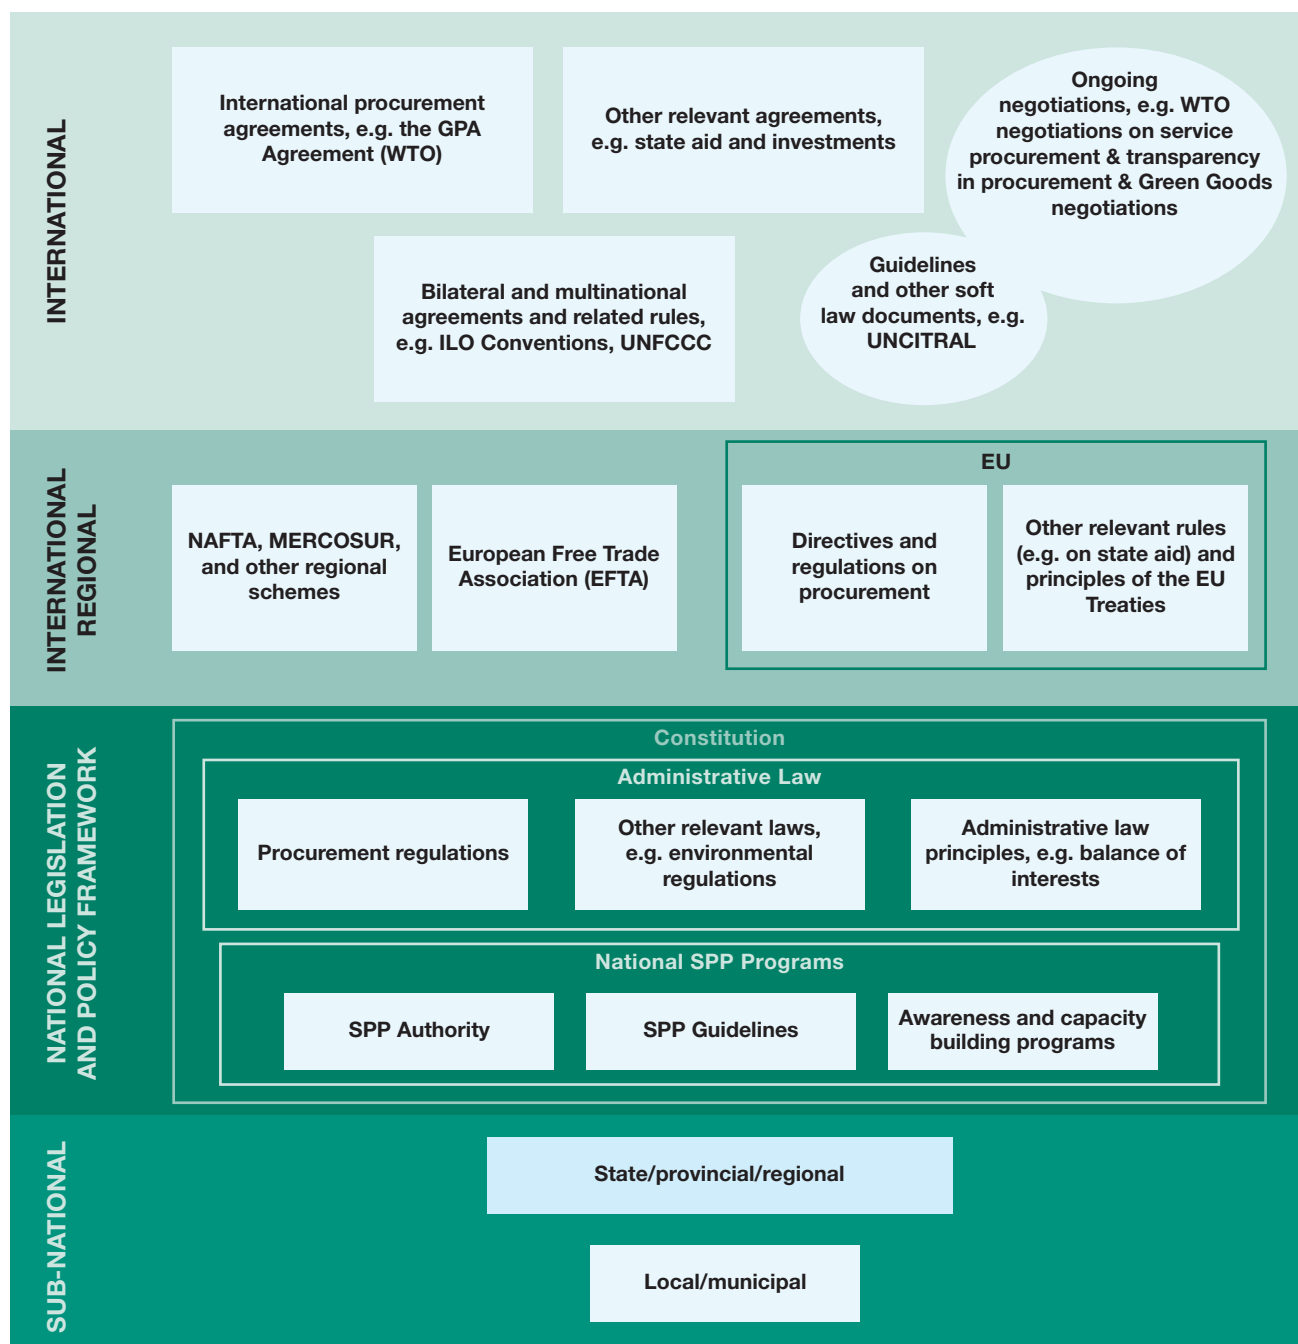 INTERNATIONAL
International procurement
agreements, e.g. the GPA
Agreement (WTO)
Other relevant agreements,
e.g. state aid and investments
Ongoing
negotiations, e.g. WTO
negotiations on service
procurement & transparency
in procurement & Green Goods
negotiations
Bilateral and multinational
agreements and related rules,
e.g. ILO Conventions, UNFCCC
Guidelines
and other soft
law documents, e.g.
UNCITRAL
INTERNATIONAL
REGIONAL
NAFTA, MERCOSUR,
and other regional
schemes
European Free Trade
Association (EFTA)
EU
Directives and
regulations on
procurement
Other relevant rules
(e.g. on state aid) and
principles of the EU
Treaties
NATIONAL LEGISLATION
AND POLICY FRAMEWORK
Constitution
Administrative Law
Procurement regulations
Other relevant laws,
e.g. environmental
regulations
Administrative law
principles, e.g. balance of
interests
National SPP Programs
SPP Authority
SPP Guidelines
Awareness and capacity
building programs
SUB-NATIONAL
State/provincial/regional
Local/municipal